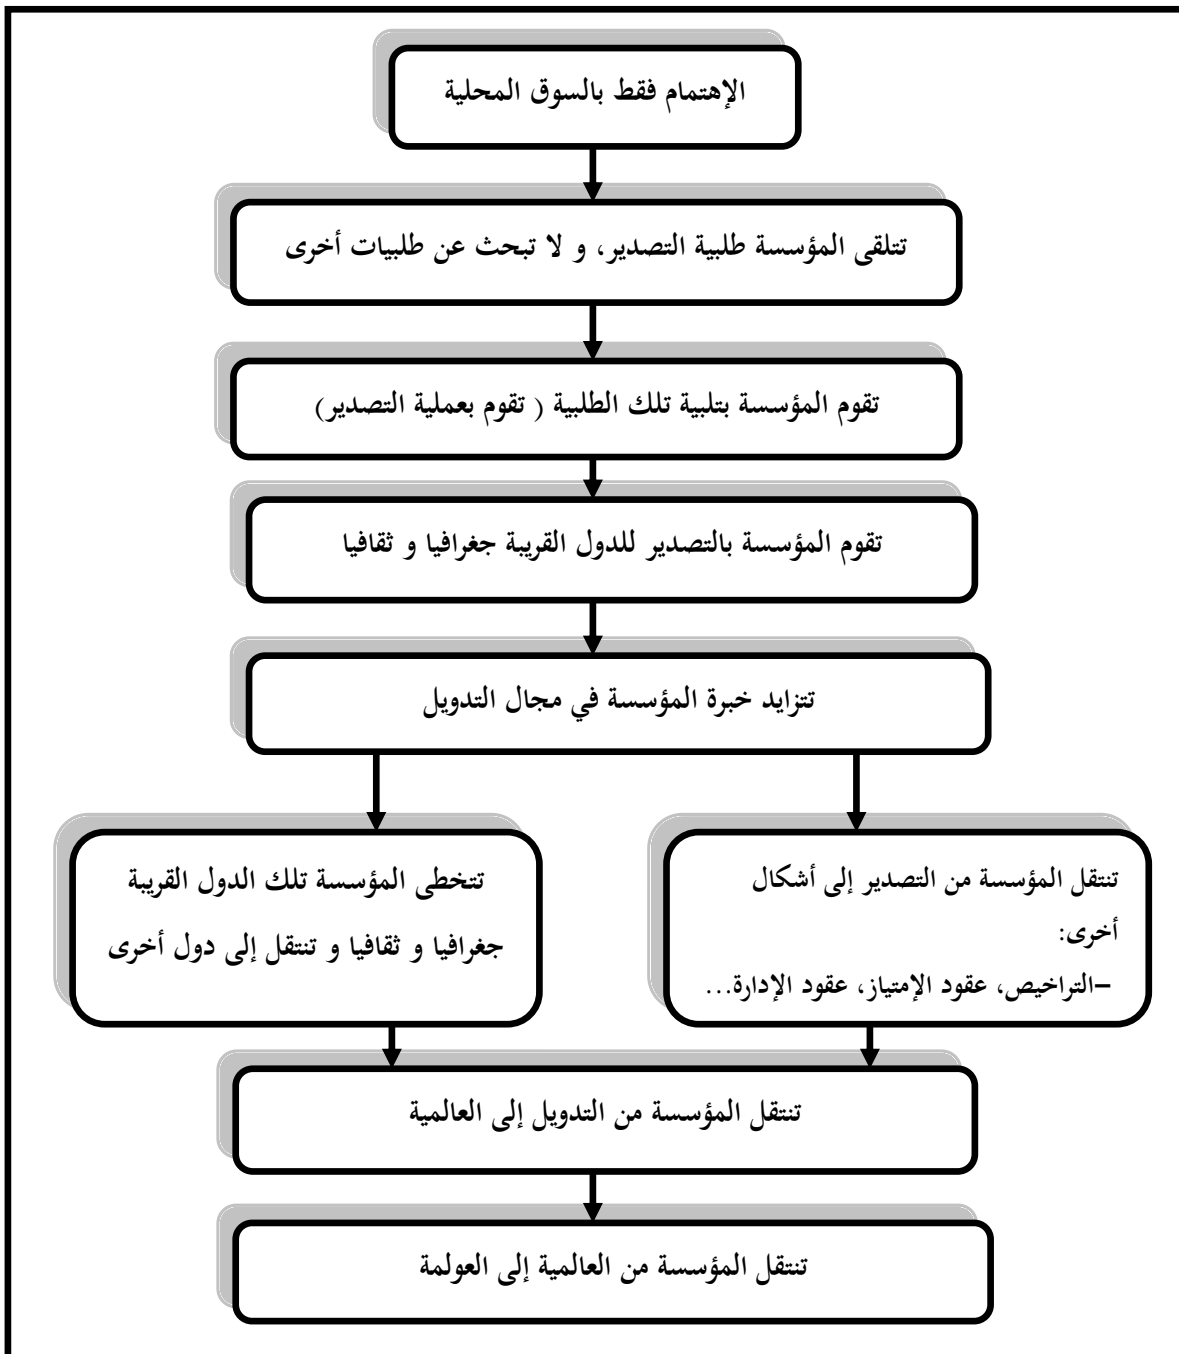 الإهتمام فقط بالسوق المحلية
تتلقى المؤسسة طلبية التصدير، و لا تبحث عن طلبيات أخرى
تقوم المؤسسة بتلبية تلك الطلبية ( تقوم بعملية التصدير)
تقوم المؤسسة بالتصدير للدول القريبة جغرافيا و ثقافيا
تتزايد خبرة المؤسسة في مجال التدويل
تنتقل المؤسسة من التصدير إلى أشكال
أخرى:
–التراخيص، عقود الإمتياز، عقود الإدارة...
تتخطى المؤسسة تلك الدول القريبة
جغرافيا و ثقافيا و تنتقل إلى دول أخرى
تنتقل المؤسسة من التدويل إلى العالمية
تنتقل المؤسسة من العالمية إلى العولمة